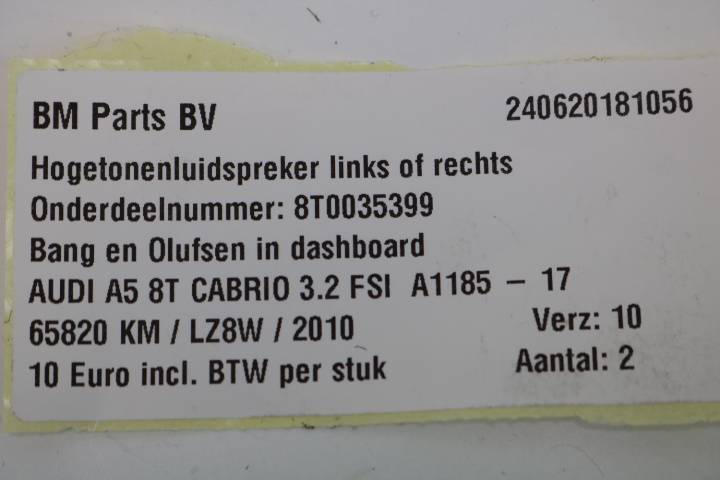 BM Parts BV 240620181056
Hogetonenluidspreker links of rechts
Onderdeelnummer: 8T0035399
Bang en Olufsen in dashboard
AUDI A5 8T CABRIO 3.2 FSI A1185 - 17
65820 KM / LZ8W / 2010 Verz: 10
10 Euro incl. BTW per stuk Aantal: 2